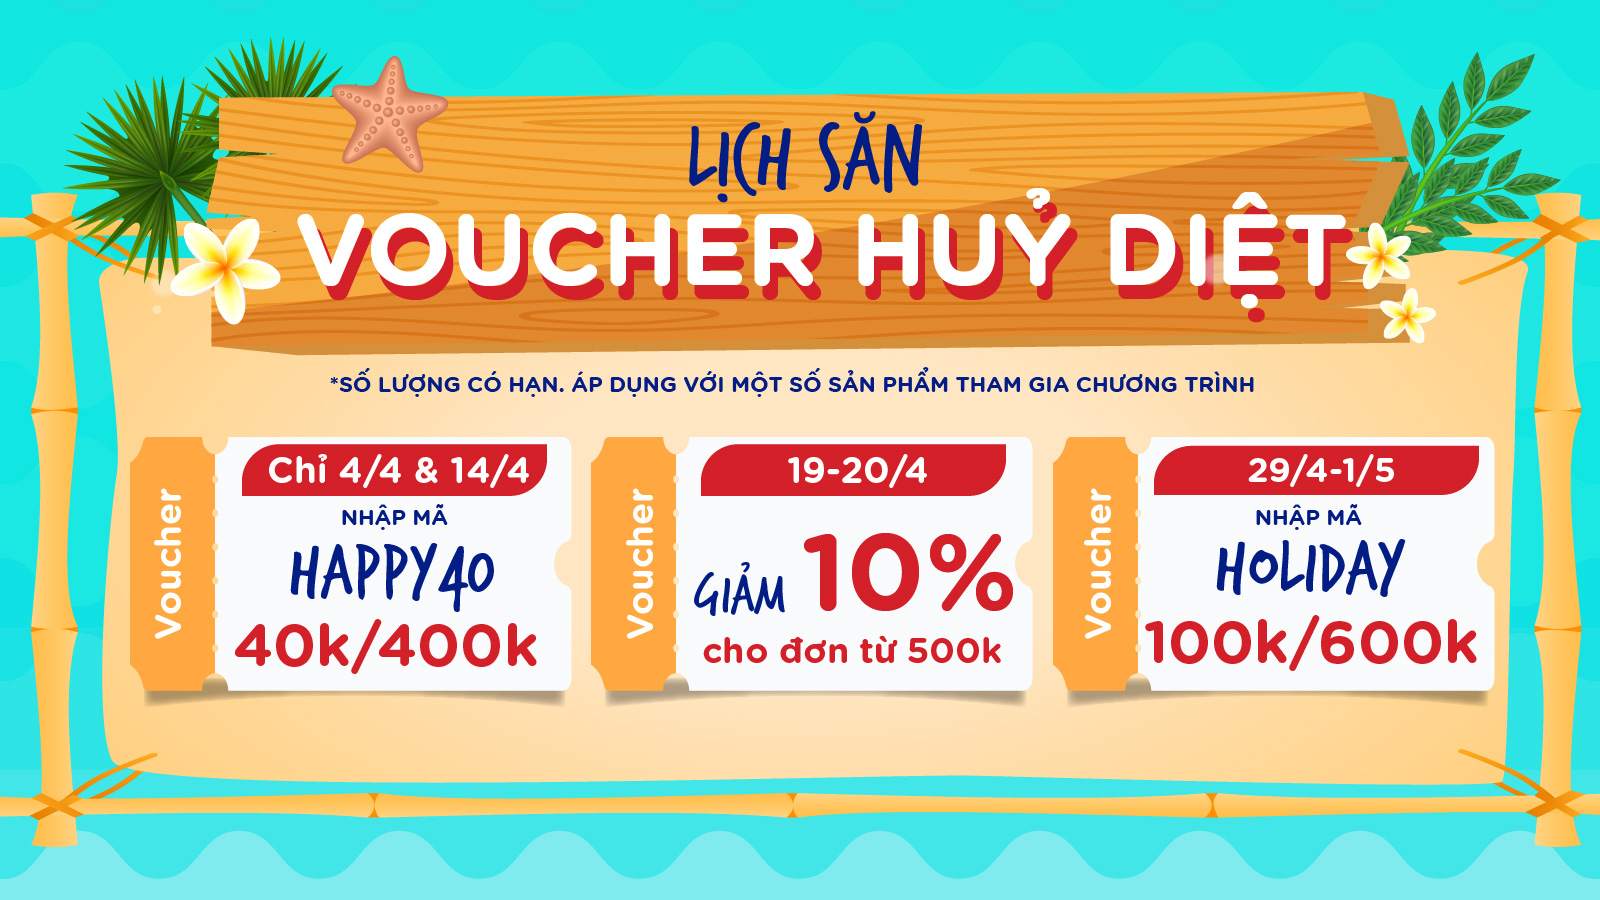 LỊCH SĂN
VOUCHER HUỶ DIỆT
*SỐ LƯỢNG CÓ HẠN. ÁP DỤNG VỚI MỘT SỐ SẢN PHẨM THAM GIA CHƯƠNG TRÌNH
Voucher
Chỉ 4/4 & 14/4
NHẬP MÃ
HAPPY40
40k/400k
Voucher
19-20/4
GIẢM 10%
cho đơn từ 500k
Voucher
29/4-1/5
NHẬP MÃ
HOLIDAY
100k/600k